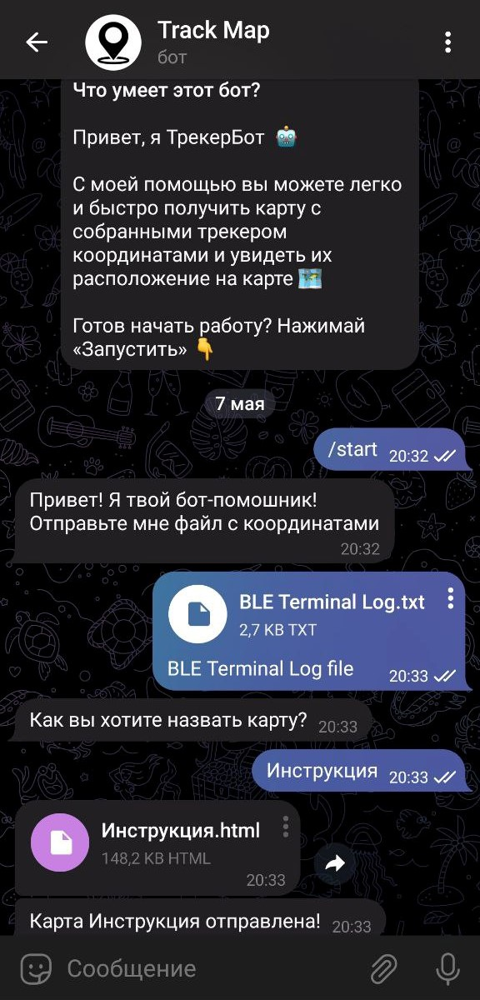 Track Map
бот
Что умеет этот бот?
Привет, я ТрекерБот 🤖
С моей помощью вы можете легко
и быстро получить карту с
собранными трекером
координатами и увидеть их
расположение на карте 🗺️
Готов начать работу? Нажимай
«Запустить» 👇
7 мая
/start 20:32
Привет! Я твой бот-помошник!
Отправьте мне файл с координатами
20:32
BLE Terminal Log.txt
2,7 KB TXT
BLE Terminal Log file 20:33
Как вы хотите назвать карту? 20:33
Инструкция 20:33
Инструкция.html
148,2 KB HTML
20:33
Карта Инструкция отправлена! 20:33
Сообщение